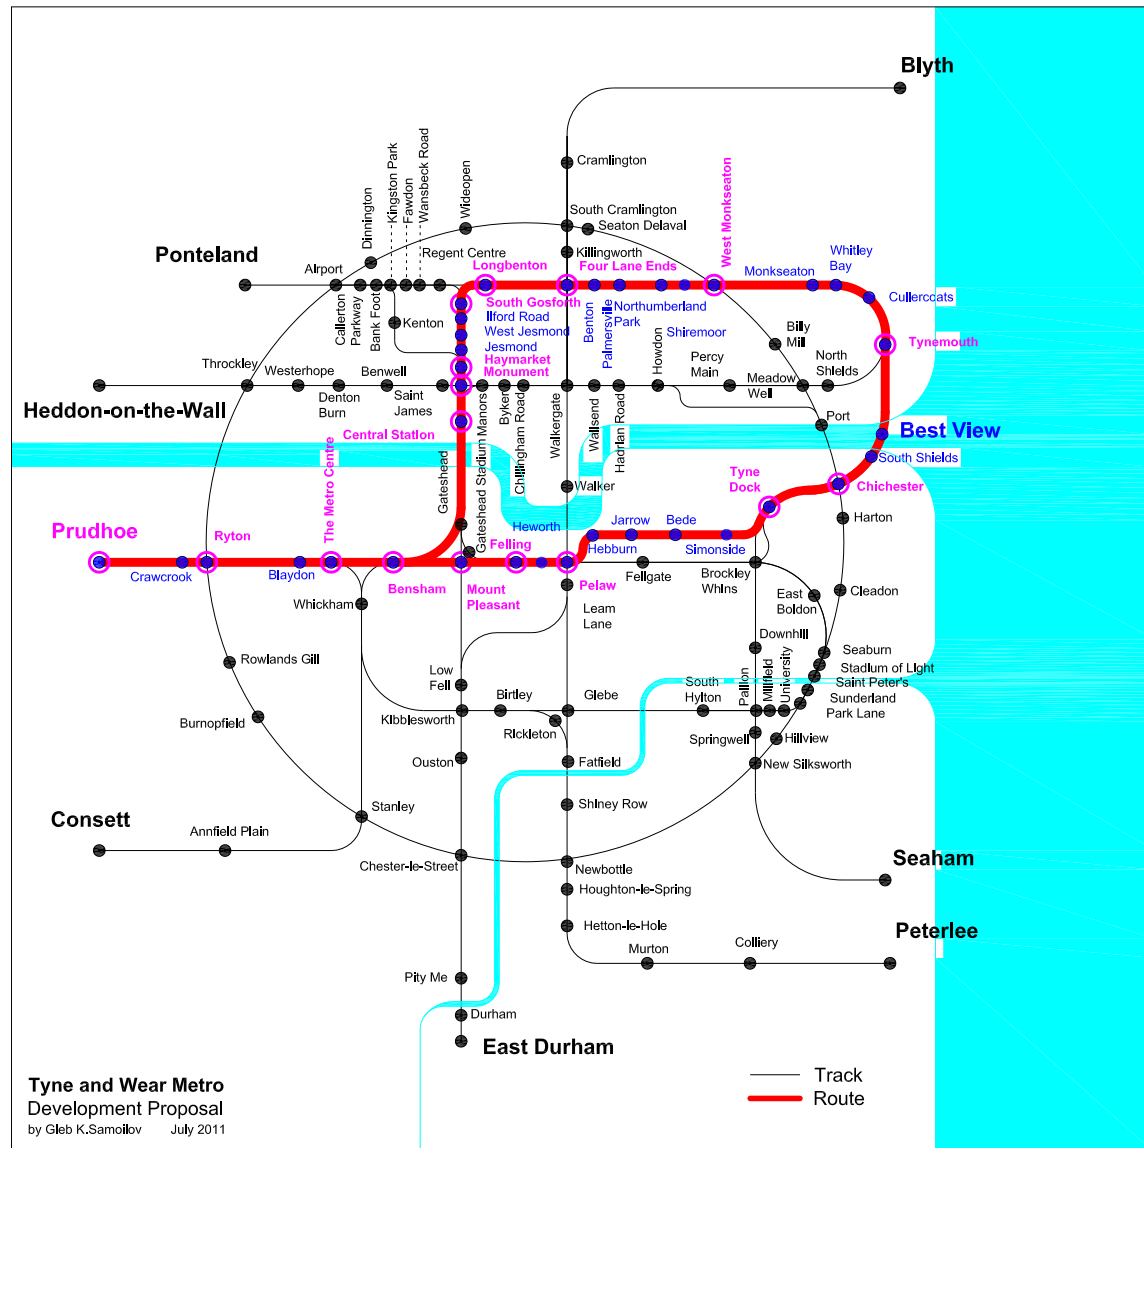 Blyth
Cramlington
Kingston Park
Wansbeck Road
Fawdon
Dinnington
Wideopen
South Cramlington
Seaton Delaval
West Monkseaton
Ponteland
Airport
Regent Centre
Killingworth
Longbenton
Four Lane Ends
Monkseaton
Whitley
Bay
Cullercoats
Callerton
Parkway
Bank Foot
Kenton
South Gosforth
Ilford Road
West Jesmond
Jesmond
Haymarket
Monument
Benton
Palmersville
Northumberland
Park
Shiremoor
Billy
Mill
Tynemouth
Throckley
Westerhope
Benwell
Howdon
Percy
Main
Meadow
Well
North
Shields
Heddon-on-the-Wall
Denton
Burn
Saint
James
Manors
Byker
Chillingham Road
Walkergate
Wallsend
Hadrian Road
Port
Best View
Central Station
South Shields
The Metro Centre
Gateshead
Gateshead Stadium
Walker
Tyne
Dock
Chichester
Prudhoe
Ryton
Heworth
Jarrow
Bede
Harton
Felling
Hebburn
Simonside
Crawcrook
Blaydon
Bensham
Mount
Pleasant
Pelaw
Fellgate
Brockley
Whins
East
Boldon
Cleadon
Whickham
Leam
Lane
Downhill
Seaburn
Rowlands Gill
Low
Fell
Stadium of Light
Saint Peter's
Sunderland
Park Lane
Burnopfield
Kibblesworth
Birtley
Glebe
South
Hylton
Pallion
Millfield
University
Rickleton
Springwell
Hillview
Ouston
Fatfield
New Silksworth
Consett
Stanley
Shiney Row
Annfield Plain
Chester-le-Street
Newbottle
Seaham
Houghton-le-Spring
Hetton-le-Hole
Peterlee
Murton
Colliery
Pity Me
Durham
East Durham
Tyne and Wear Metro
Development Proposal
by Gleb K.Samoilov July 2011
Track
Route